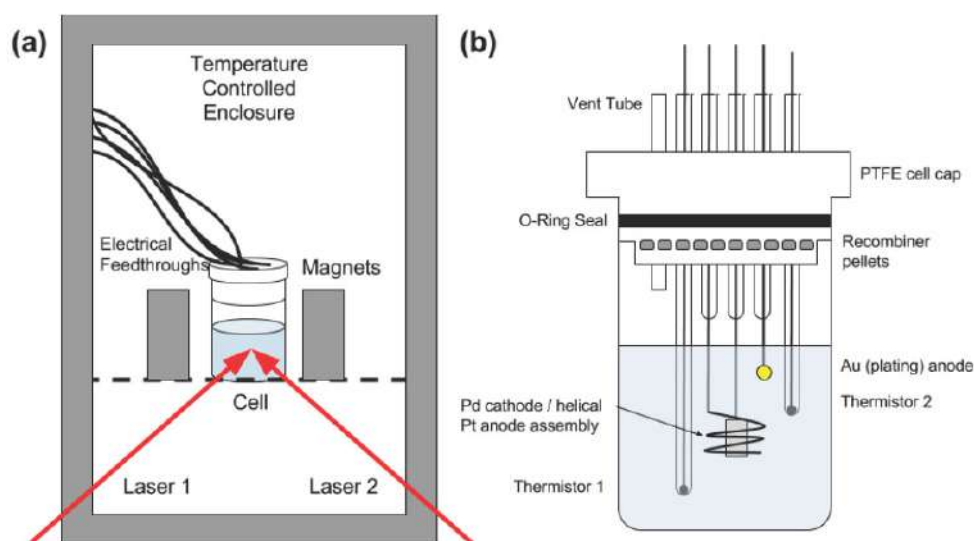 (a)
Temperature
Controlled
Enclosure
Electrical
Feedthroughs
Magnets
Cell
Laser 1
Laser 2
(b)
Vent Tube
PTFE cell cap
O-Ring Seal
Recombiner
pellets
Au (plating) anode
Thermistor 2
Pd cathode / helical
Pt anode assembly
Thermistor 1